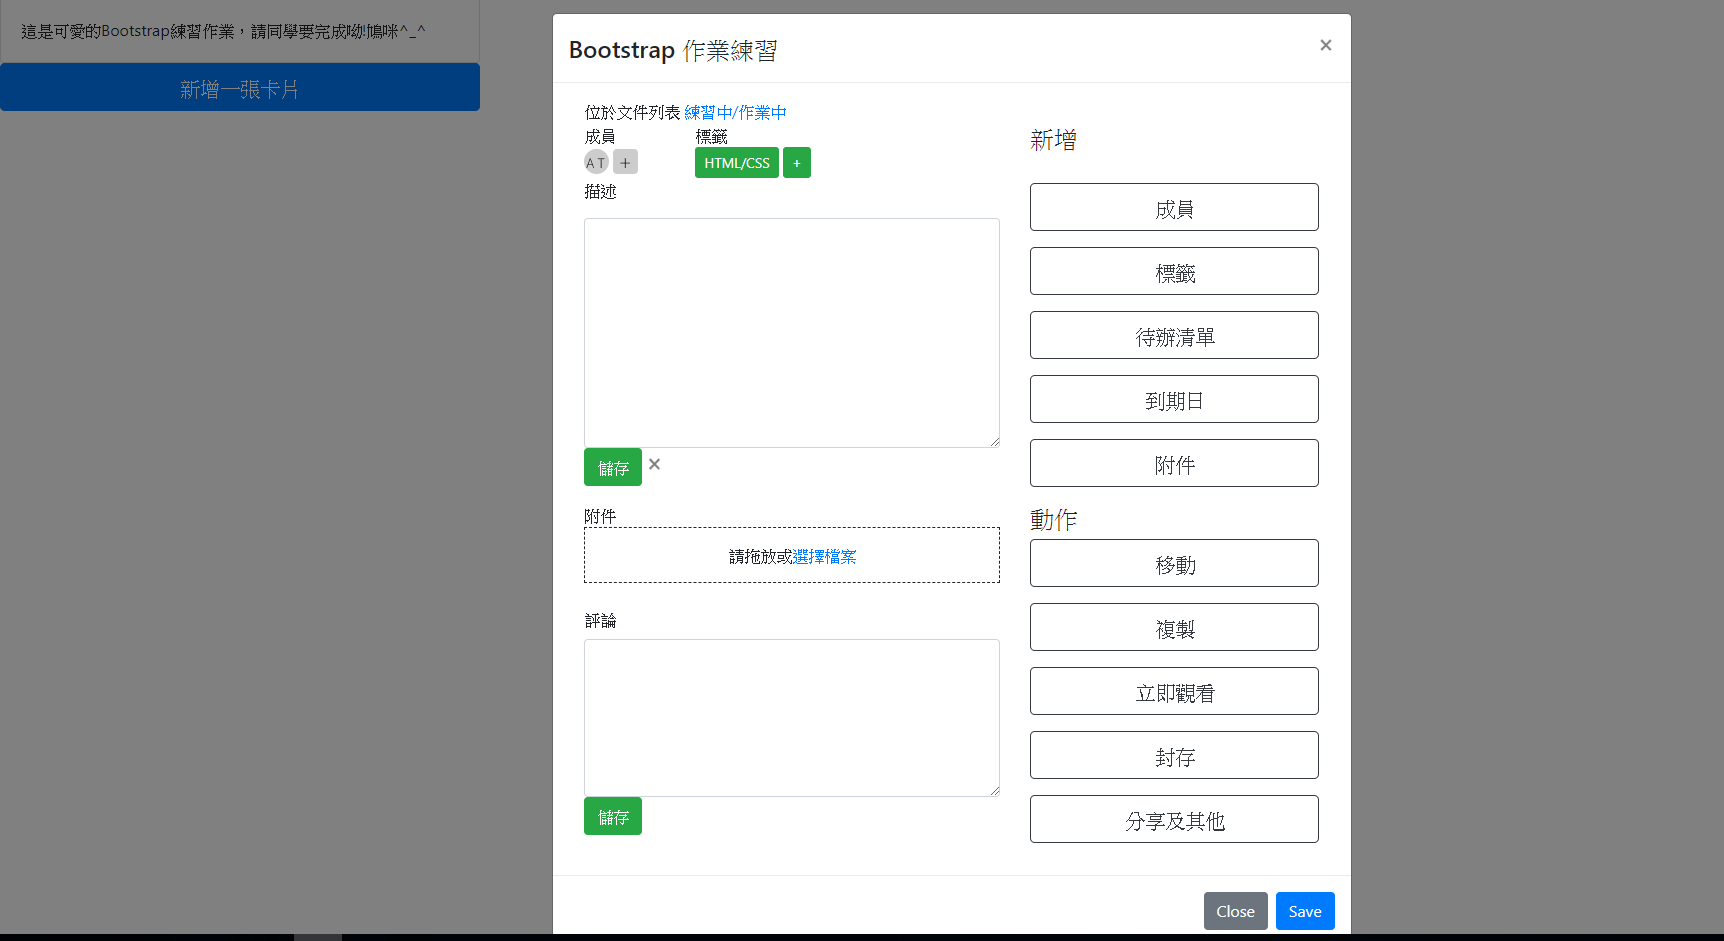 這是可愛的Bootstrap練習作業，請同學要完成呦!鳩咪^_^
新增一張卡片
Bootstrap 作業練習
×
位於文件列表 練習中/作業中
成員
標籤
A T
+
HTML/CSS
+
描述
儲存
×
附件
請拖放或選擇檔案
評論
儲存
新增
成員
標籤
待辦清單
到期日
附件
動作
移動
複製
立即觀看
封存
分享及其他
Close
Save